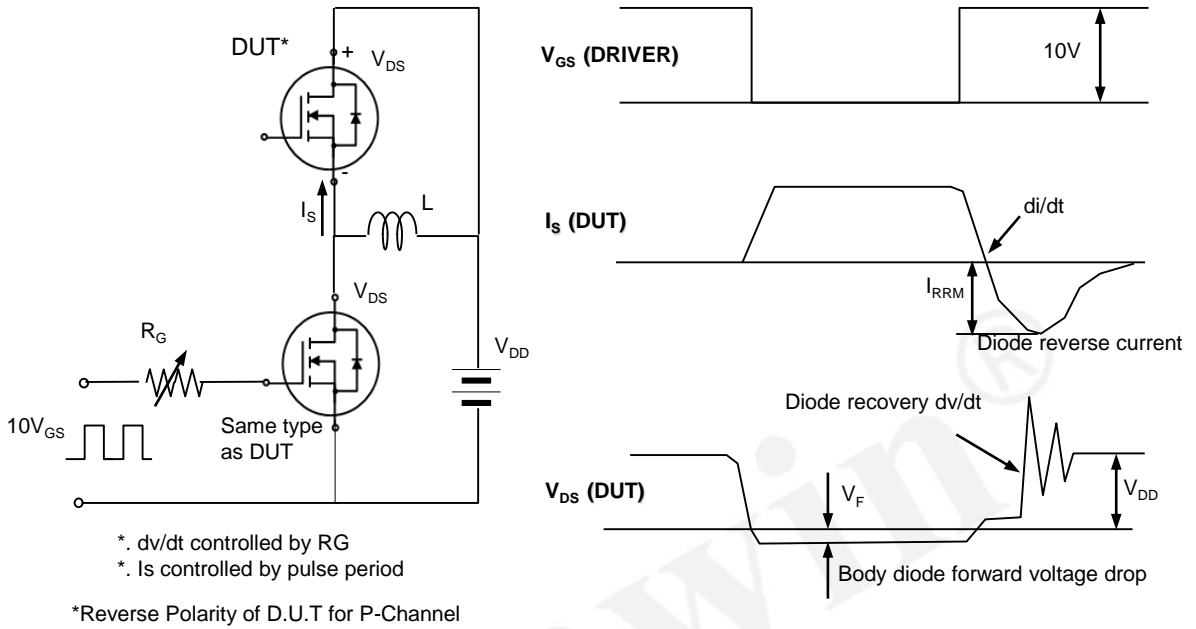 DUT*
+
V_DS
-
I_S
L
V_DS
R_G
V_DD
10V_GS
Same type
as DUT
*. dv/dt controlled by RG
*. Is controlled by pulse period
*Reverse Polarity of D.U.T for P-Channel
V_GS (DRIVER)
10V
I_S (DUT)
di/dt
I_RRM
Diode reverse current
Diode recovery dv/dt
V_DS (DUT)
V_F
V_DD
Body diode forward voltage drop
win
®